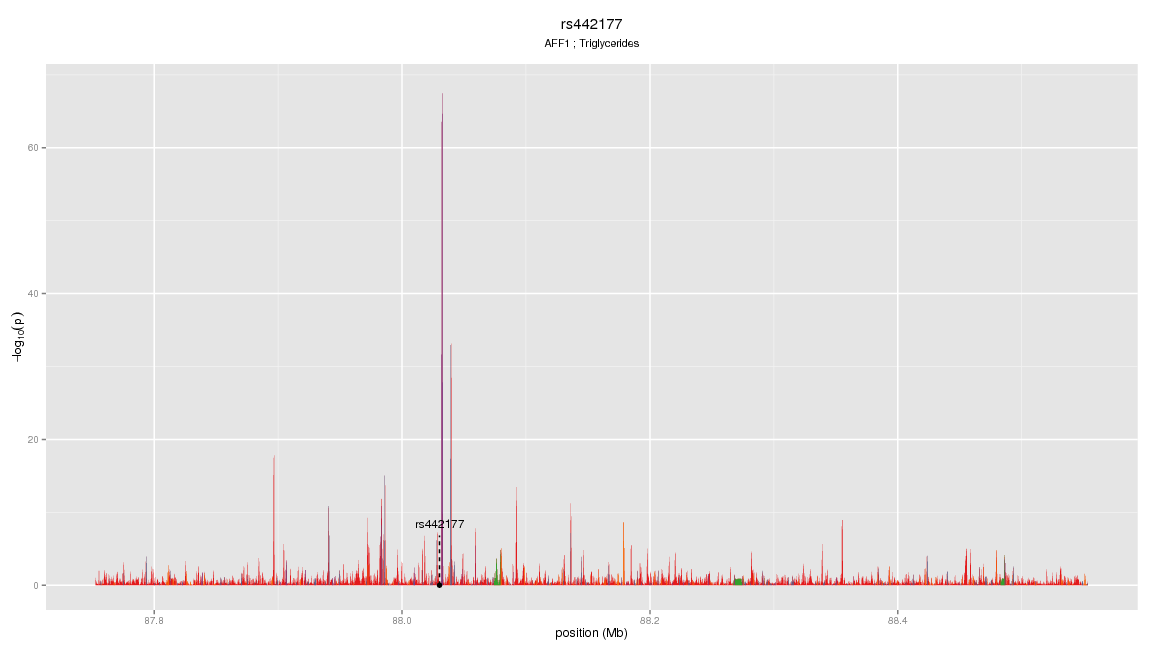 rs442177
AFF1 ; Triglycerides
60
40
20
0
−log10(p)
rs442177
87.8
88.0
88.2
88.4
position (Mb)